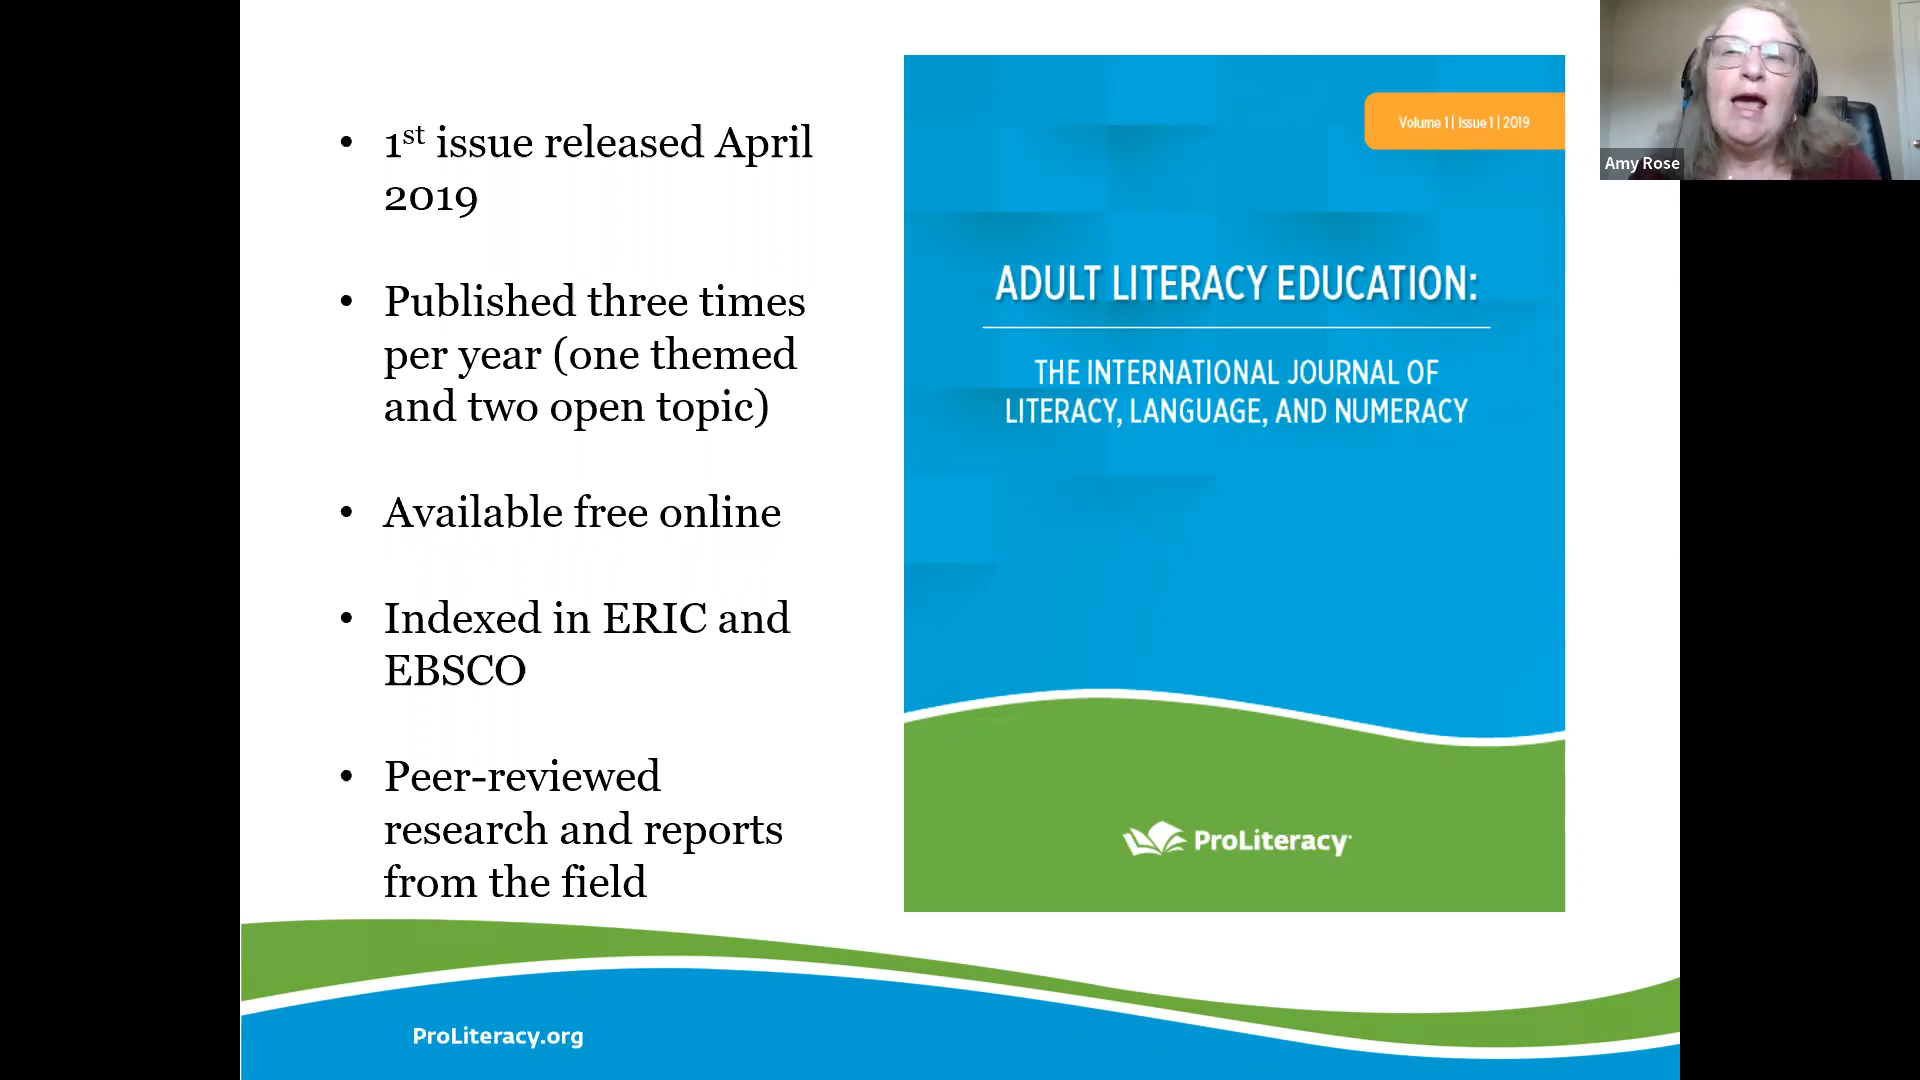 • 1st issue released April
2019
• Published three times
per year (one themed
and two open topic)
• Available free online
• Indexed in ERIC and
EBSCO
• Peer-reviewed
research and reports
from the field
Volume 1 | Issue 1 | 2019
ADULT LITERACY EDUCATION:
THE INTERNATIONAL JOURNAL OF
LITERACY, LANGUAGE, AND NUMERACY
ProLiteracy
ProLiteracy.org
Amy Rose